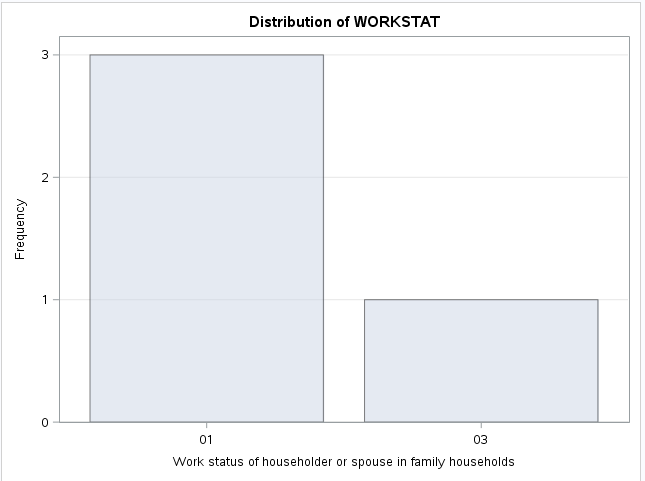 Distribution of WORKSTAT
3
2
1
0
Frequency
01 03
Work status of householder or spouse in family households